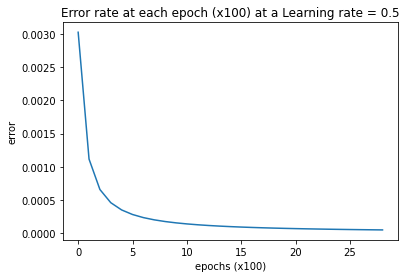 Error rate at each epoch (x100) at a Learning rate = 0.5
0.0030
0.0025
0.0020
0.0015
0.0010
0.0005
0.0000
error
0 5 10 15 20 25
epochs (x100)